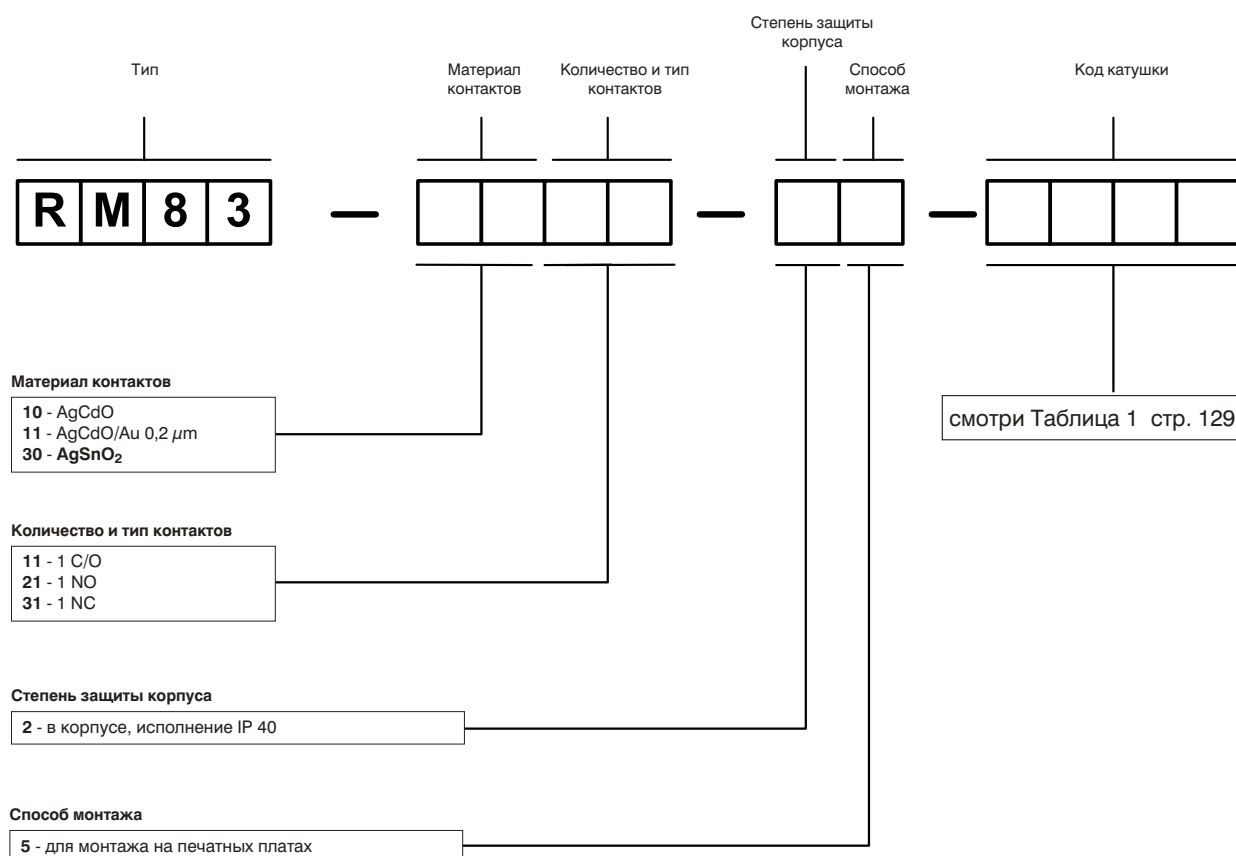 Степень защиты
корпуса
Тип
Материал
контактов
Количество и тип
контактов
Способ
монтажа
Код катушки
R M 8 3 – – –
Материал контактов
10 - AgCdO
11 - AgCdO/Au 0,2 μm
30 - AgSnO₂
смотри Таблица 1 стр. 129
Количество и тип контактов
11 - 1 C/O
21 - 1 NO
31 - 1 NC
Степень защиты корпуса
2 - в корпусе, исполнение IP 40
Способ монтажа
5 - для монтажа на печатных платах